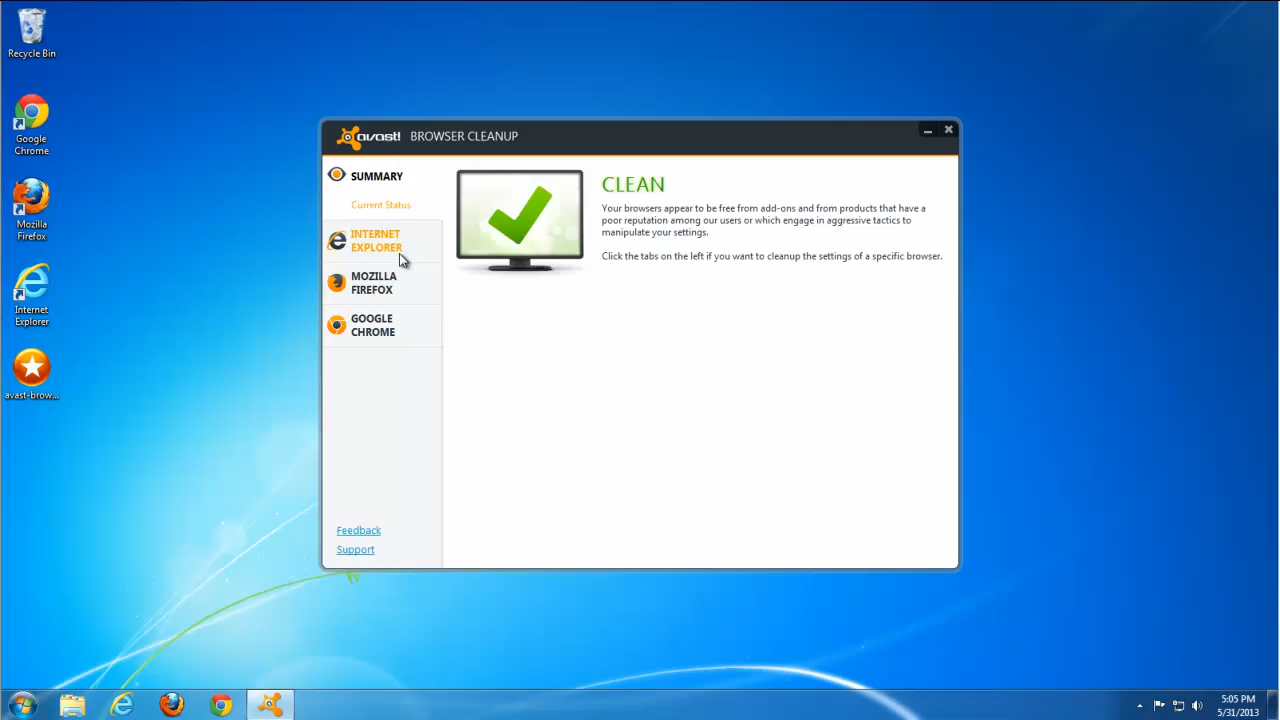 Recycle Bin
Google
Chrome
Mozilla
Firefox
Internet
Explorer
avast-brow...
avast! BROWSER CLEANUP
SUMMARY
Current Status
INTERNET
EXPLORER
MOZILLA
FIREFOX
GOOGLE
CHROME
Feedback
Support
CLEAN
Your browsers appear to be free from add-ons and from products that have a
poor reputation among our users or which engage in aggressive tactics to
manipulate your settings.
Click the tabs on the left if you want to cleanup the settings of a specific browser.
5:05 PM
5/31/2013